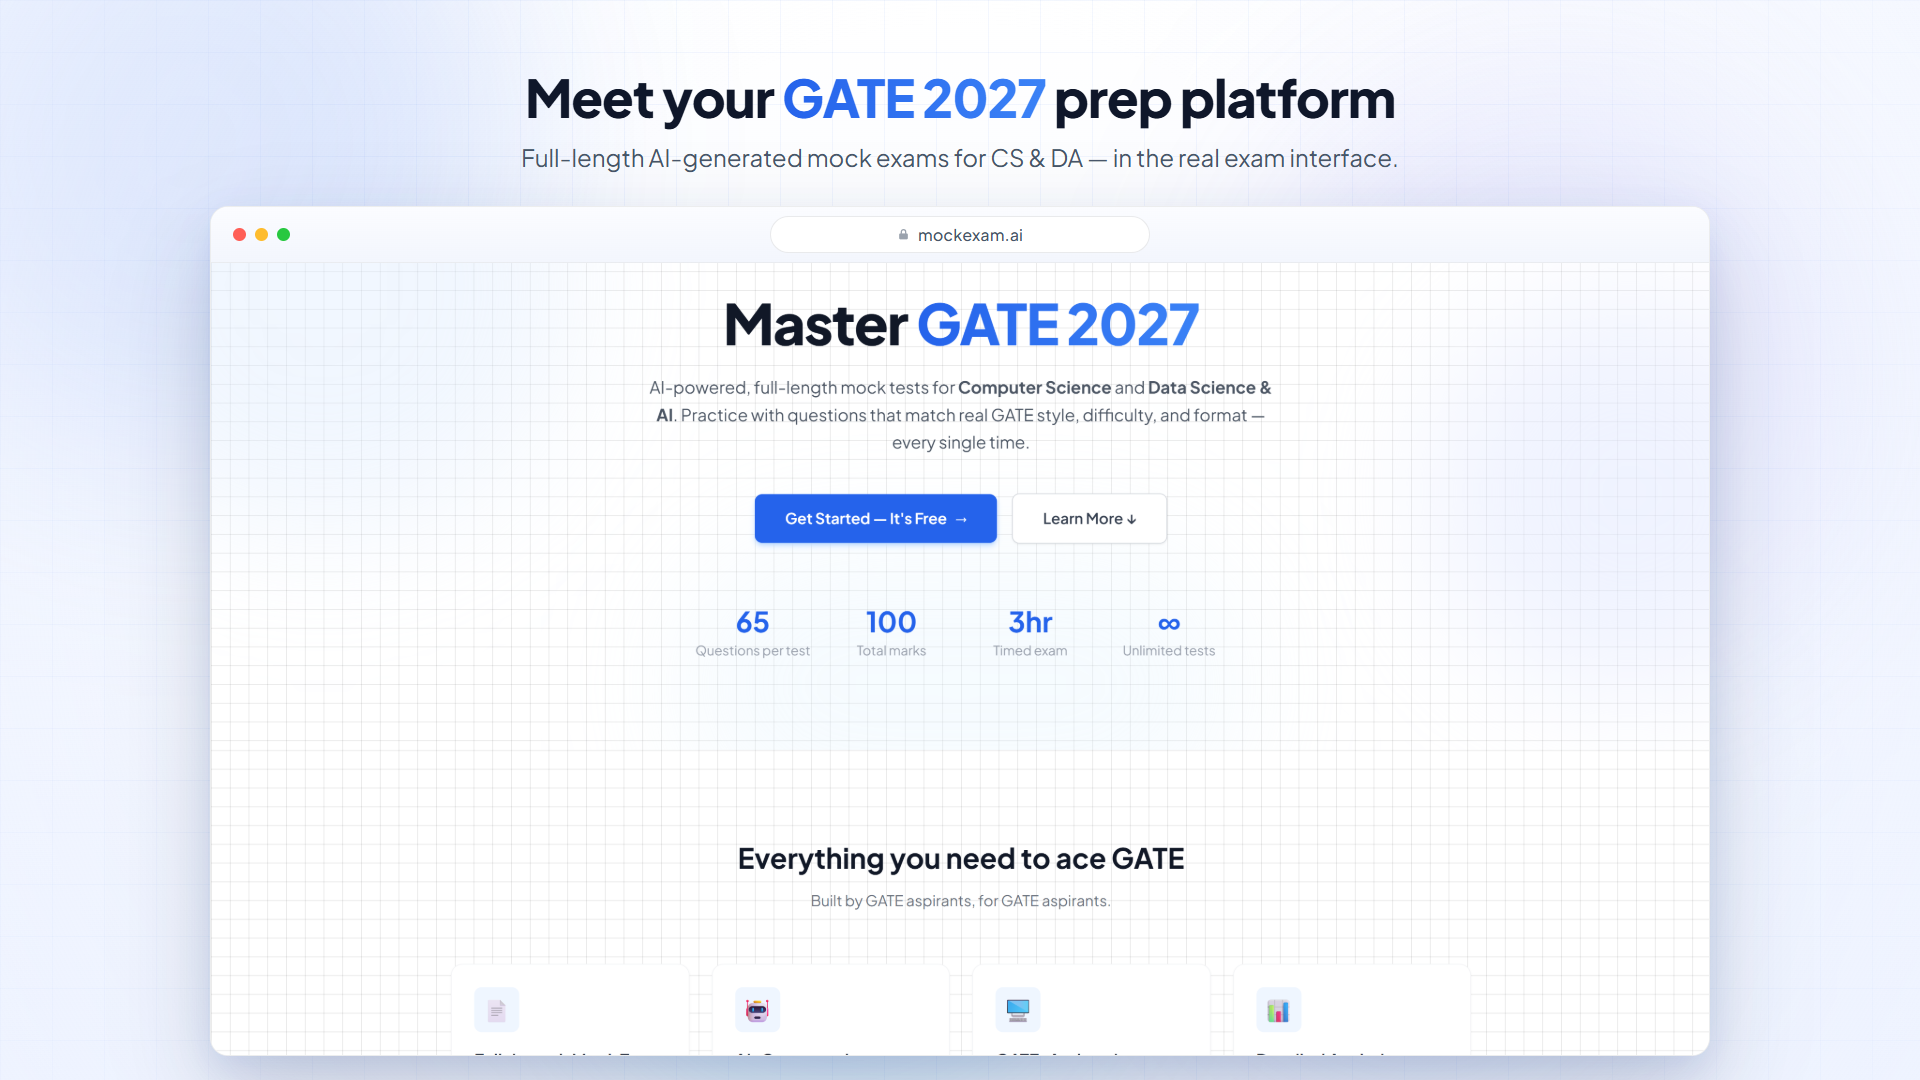 Meet your GATE 2027 prep platform
Full-length AI-generated mock exams for CS & DA — in the real exam interface.
mockexam.ai
Master GATE 2027
AI-powered, full-length mock tests for Computer Science and Data Science &
AI. Practice with questions that match real GATE style, difficulty, and format —
every single time.
Get Started — It's Free →
Learn More ↓
65
Questions per test
100
Total marks
3hr
Timed exam
∞
Unlimited tests
Everything you need to ace GATE
Built by GATE aspirants, for GATE aspirants.